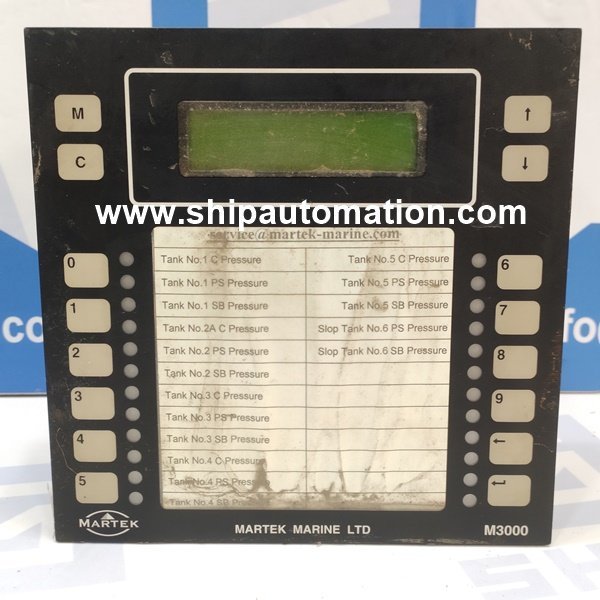 M
↑
C
↓
www.shipautomation.com
service@martek-marine.com
0
Tank No.1 C Pressure
Tank No.5 C Pressure
6
Tank No.1 PS Pressure
Tank No.5 PS Pressure
1
Tank No.1 SB Pressure
Tank No.5 SB Pressure
7
Tank No.2A C Pressure
Slop Tank No.6 PS Pressure
2
Tank No.2 PS Pressure
Slop Tank No.6 SB Pressure
8
Tank No.2 SB Pressure
3
Tank No.3 C Pressure
9
Tank No.3 PS Pressure
4
Tank No.3 SB Pressure
←
Tank No.4 C Pressure
5
Tank No.4 PS Pressure
↵
Tank No.4 SB Pressure
MARTEK
MARTEK MARINE LTD
M3000